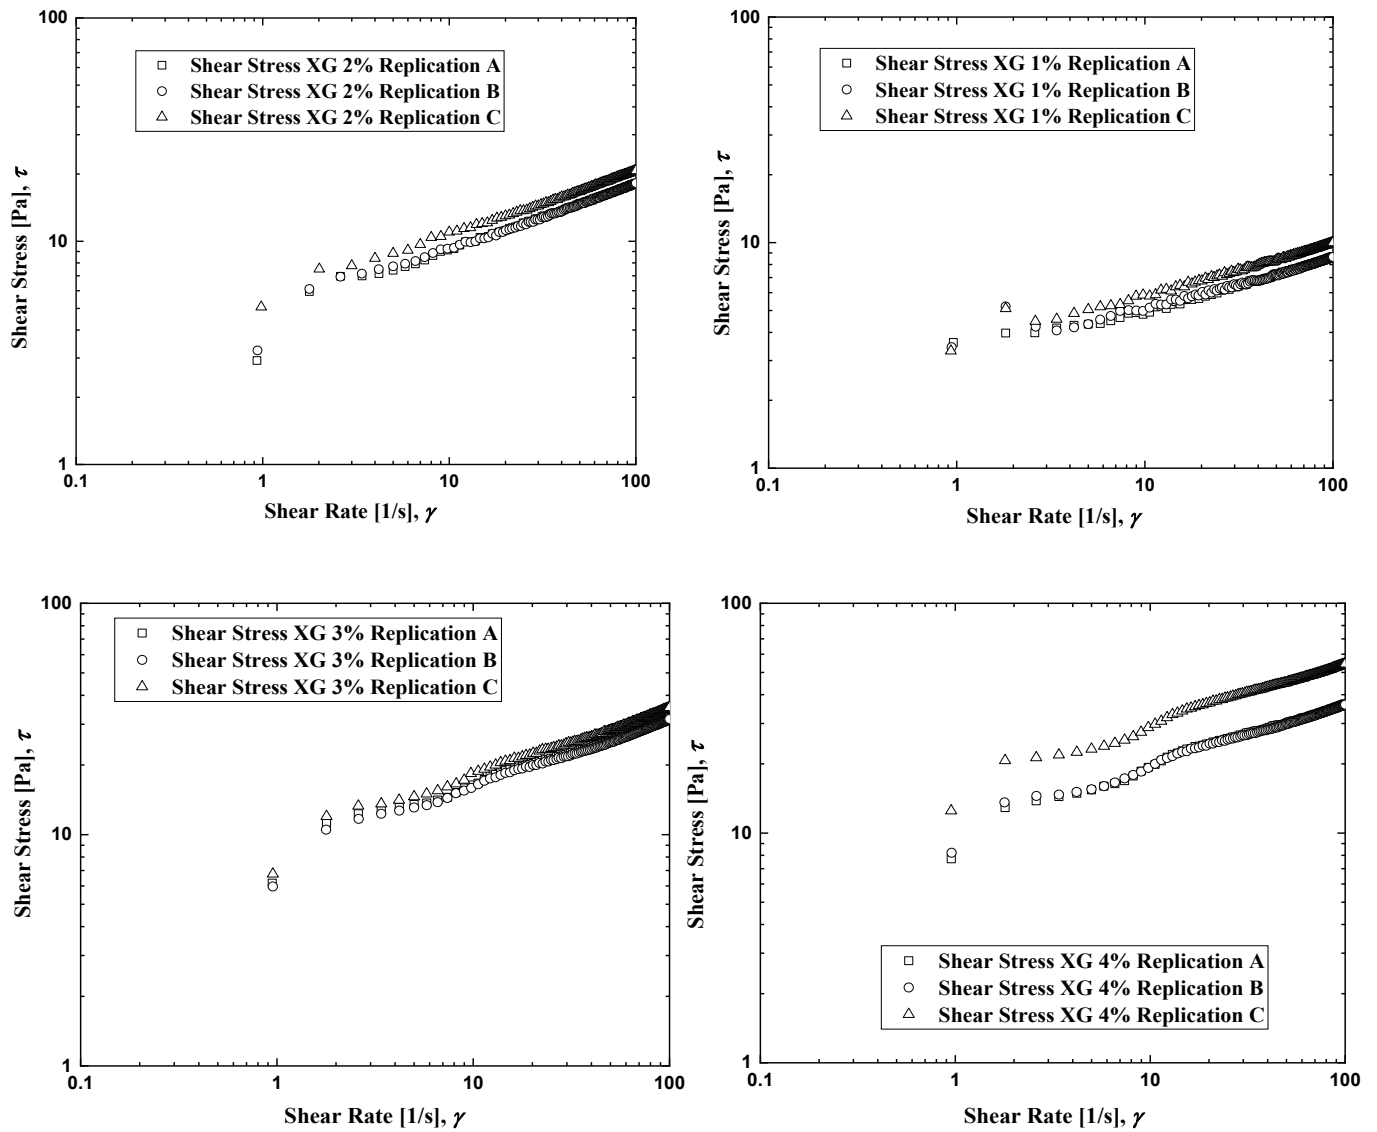 100
10
1
0.1
1
10
100
Shear Stress [Pa], τ
Shear Rate [1/s], γ
Shear Stress XG 2% Replication A
Shear Stress XG 2% Replication B
Shear Stress XG 2% Replication C
100
10
1
0.1
1
10
100
Shear Stress [Pa], τ
Shear Rate [1/s], γ
Shear Stress XG 1% Replication A
Shear Stress XG 1% Replication B
Shear Stress XG 1% Replication C
100
10
1
0.1
1
10
100
Shear Stress [Pa], τ
Shear Rate [1/s], γ
Shear Stress XG 3% Replication A
Shear Stress XG 3% Replication B
Shear Stress XG 3% Replication C
100
10
1
0.1
1
10
100
Shear Stress [Pa], τ
Shear Rate [1/s], γ
Shear Stress XG 4% Replication A
Shear Stress XG 4% Replication B
Shear Stress XG 4% Replication C